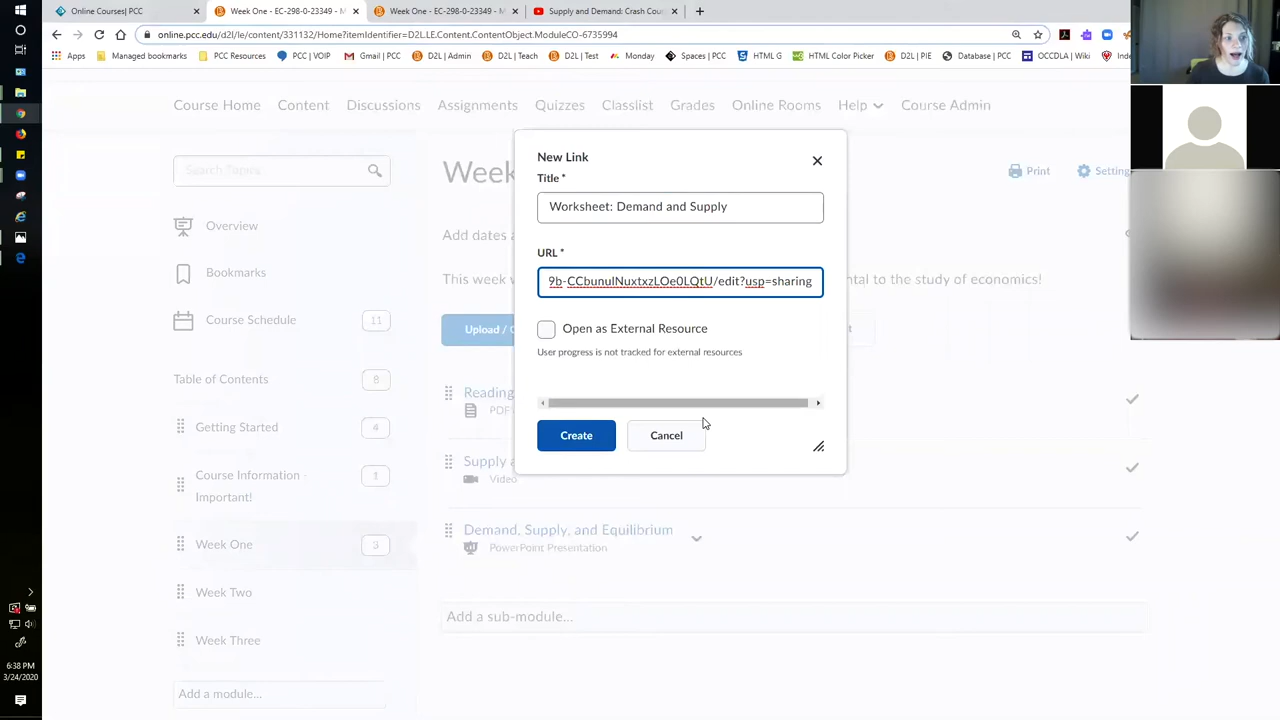 Online Courses| PCC
Week One - EC-298-0-23349 - M
Week One - EC-298-0-23349 - M
Supply and Demand: Crash Cou
online.pcc.edu/d2l/le/content/331132/Home?itemIdentifier=D2L.LE.Content.ContentObject.ModuleCO-6735994
Apps
Managed bookmarks
PCC Resources
PCC | VOIP
Gmail | PCC
D2L | Admin
D2L | Teach
D2L | Test
Monday
Spaces | PCC
HTML G
HTML Color Picker
D2L | PIE
Database | PCC
OCCDLA | Wiki
Inde
Course Home
Content
Discussions
Assignments
Quizzes
Classlist
Grades
Online Rooms
Help
Course Admin
Search Topics
Overview
Bookmarks
Course Schedule
11
Table of Contents
8
Getting Started
4
Course Information -
Important!
1
Week One
3
Week Two
Week Three
Add a module...
Week
Print
Setting
Add dates a
This week
ntal to the study of economics!
Upload / C
t
Reading
PDF
Supply a
Video
Demand, Supply, and Equilibrium
PowerPoint Presentation
Add a sub-module...
New Link
Title *
Worksheet: Demand and Supply
URL *
9b-CCbunulNuxtxzLOe0LQtU/edit?usp=sharing
Open as External Resource
User progress is not tracked for external resources
Create
Cancel
6:38 PM
3/24/2020